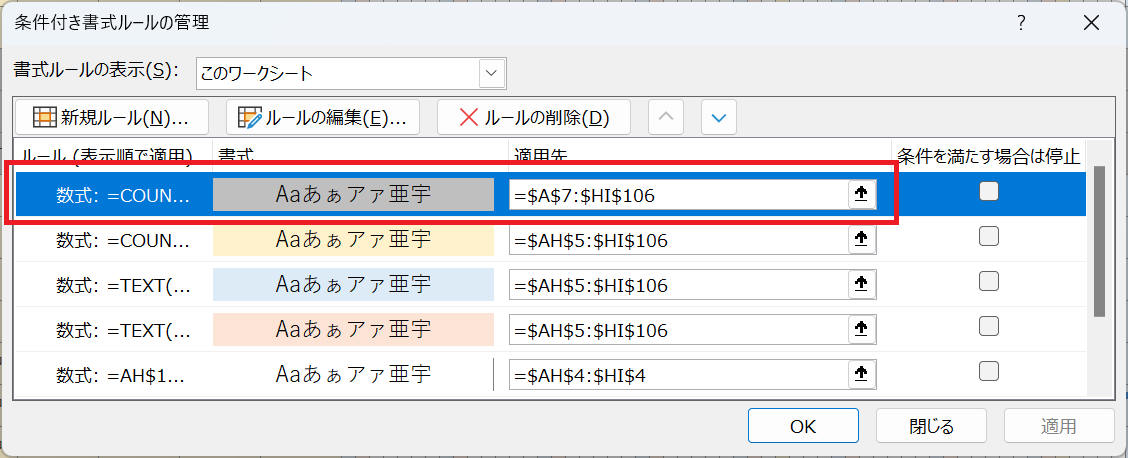 条件付き書式ルールの管理 ?
書式ルールの表示(S): このワークシート
新規ルール(N)... ルールの編集(E)... ルールの削除(D)
ルール (表示順で適用) 書式 適用先 条件を満たす場合は停止
数式: =COUN... Aaあぁアァ亜宇 =$A$7:$HI$106
数式: =COUN... Aaあぁアァ亜宇 =$AH$5:$HI$106
数式: =TEXT(... Aaあぁアァ亜宇 =$AH$5:$HI$106
数式: =TEXT(... Aaあぁアァ亜宇 =$AH$5:$HI$106
数式: =AH$1... Aaあぁアァ亜宇 =$AH$4:$HI$4
OK 閉じる 適用